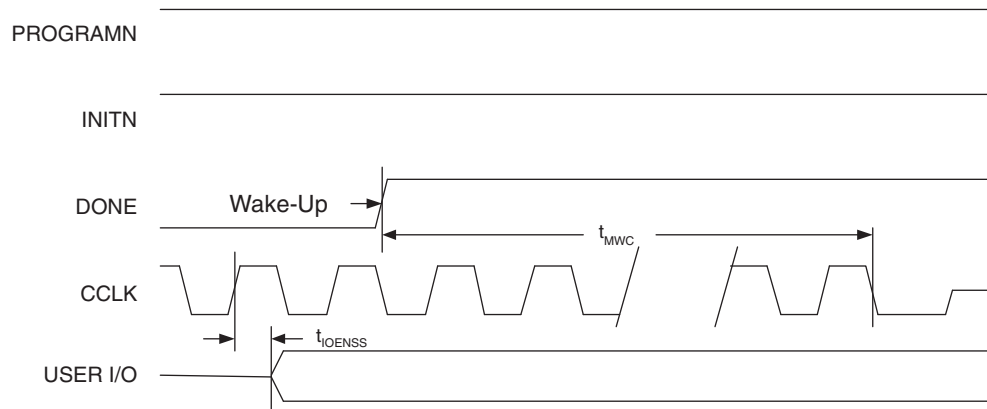 PROGRAMN
INITN
DONE
Wake-Up
tMWC
CCLK
tIOENSS
USER I/O